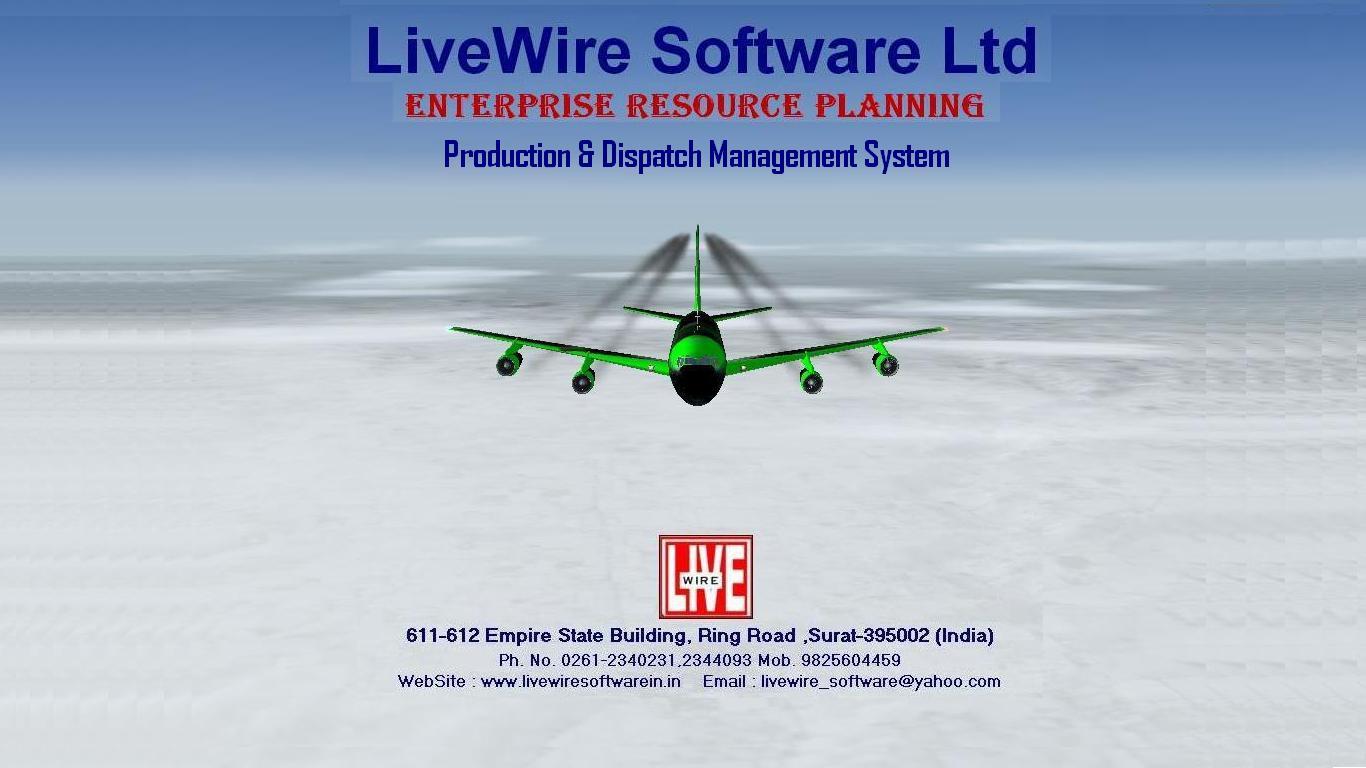 LiveWire Software Ltd
ENTERPRISE RESOURCE PLANNING
Production & Dispatch Management System
LIVE
WIRE
611-612 Empire State Building, Ring Road ,Surat-395002 (India)
Ph. No. 0261-2340231,2344093 Mob. 9825604459
WebSite : www.livewiresoftwarein.in Email : livewire_software@yahoo.com